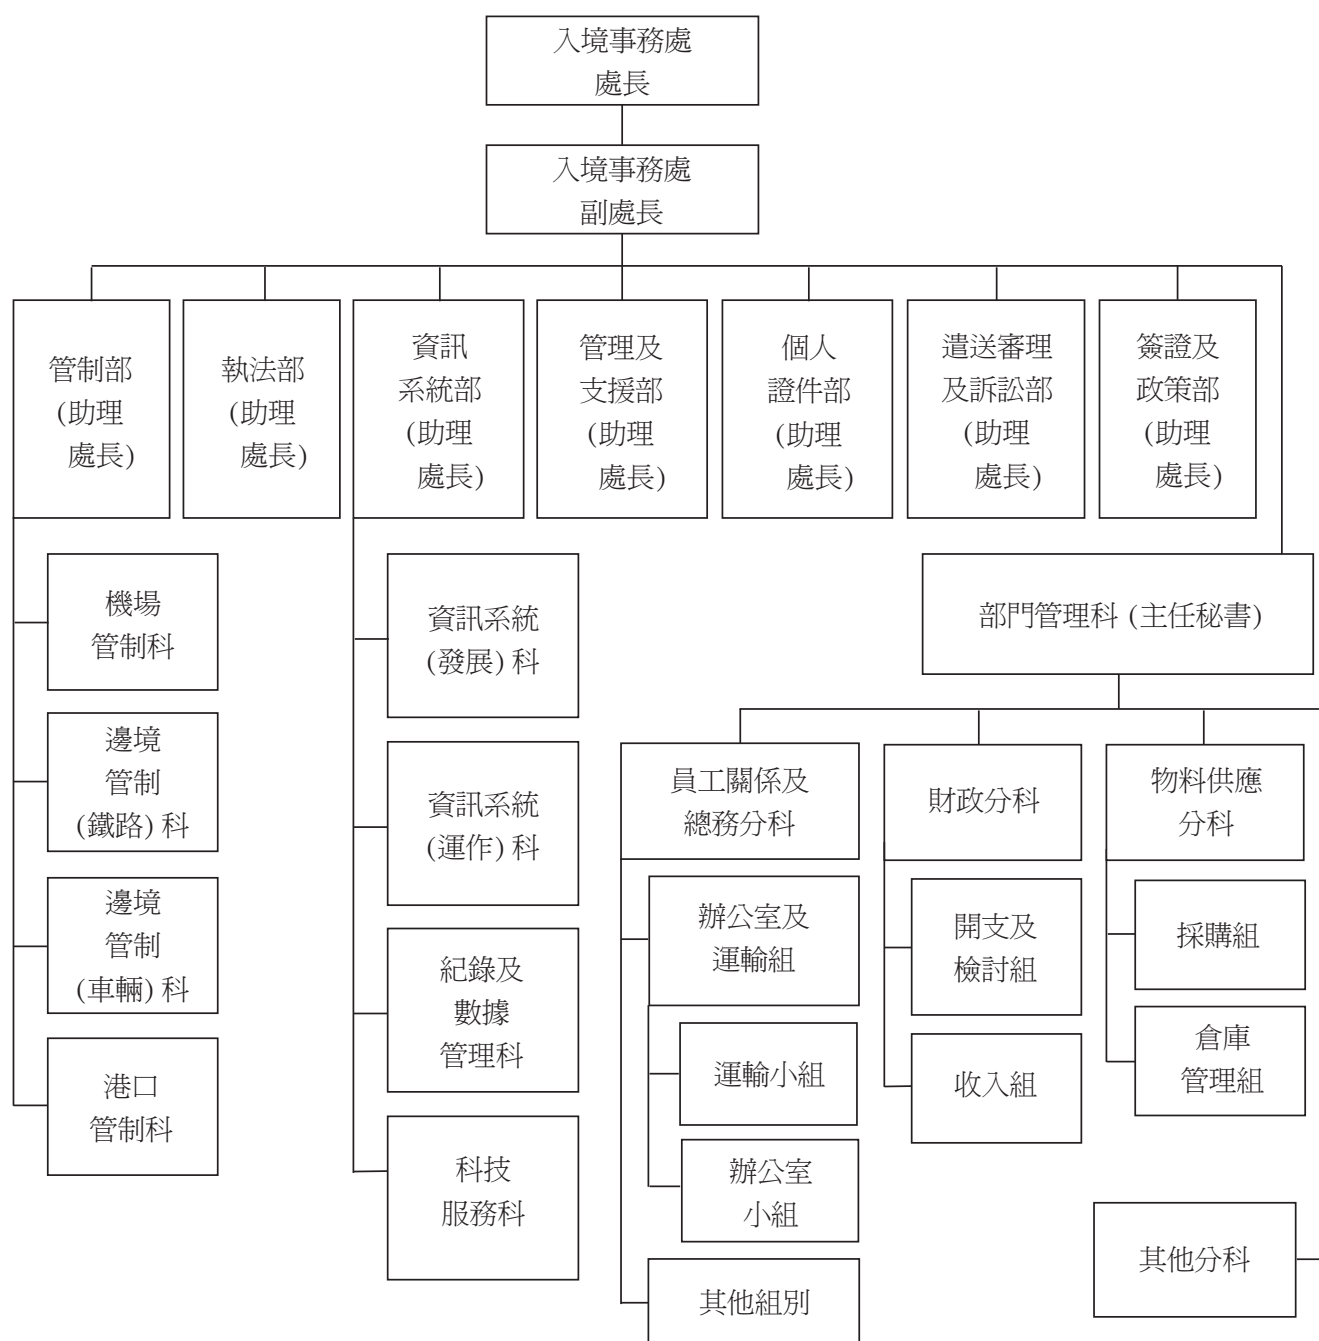 入境事務處
處長
入境事務處
副處長
管制部
(助理
處長)
執法部
(助理
處長)
資訊
系統部
(助理
處長)
管理及
支援部
(助理
處長)
個人
證件部
(助理
處長)
遣送審理
及訴訟部
(助理
處長)
簽證及
政策部
(助理
處長)
機場
管制科
邊境
管制
(鐵路) 科
邊境
管制
(車輛) 科
港口
管制科
資訊系統
(發展) 科
資訊系統
(運作) 科
紀錄及
數據
管理科
科技
服務科
部門管理科 (主任秘書)
員工關係及
總務分科
辦公室及
運輸組
運輸小組
辦公室
小組
其他組別
財政分科
開支及
檢討組
收入組
物料供應
分科
採購組
倉庫
管理組
其他分科